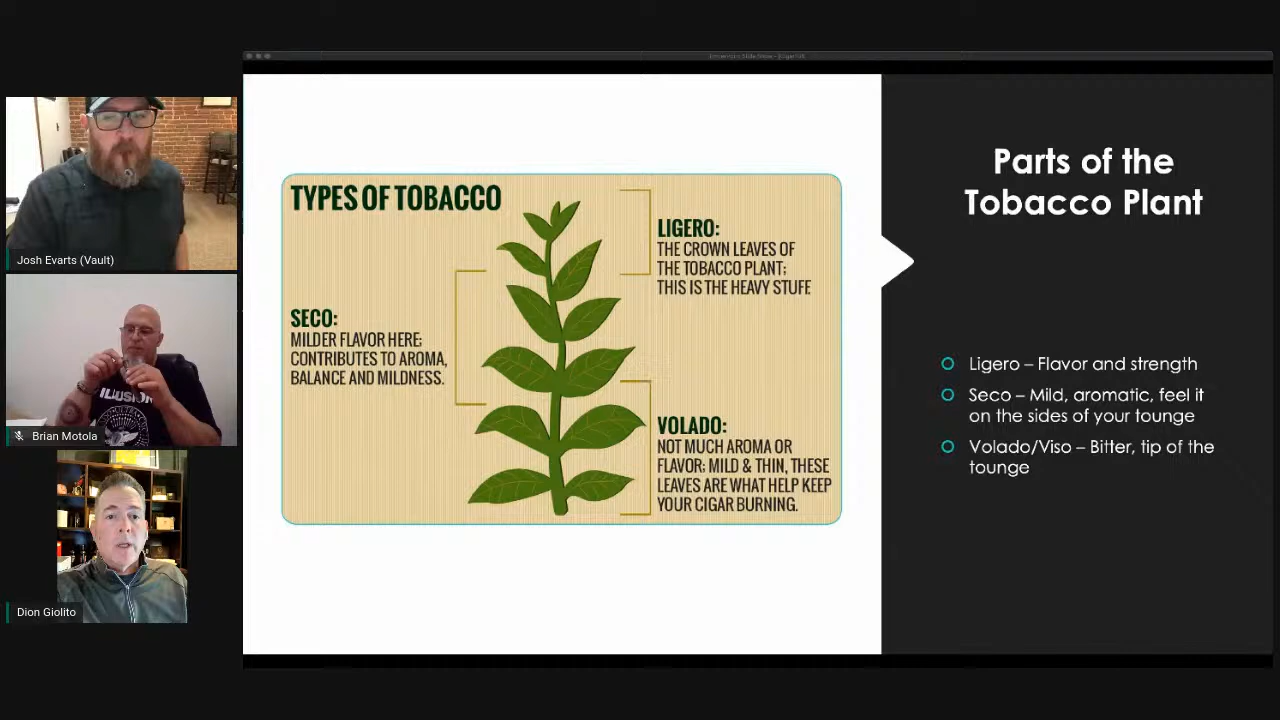 Josh Evarts (Vault)
ILLUSION
Brian Motola
Dion Giolito
TYPES OF TOBACCO
LIGERO:
THE CROWN LEAVES OF
THE TOBACCO PLANT;
THIS IS THE HEAVY STUFF.
SECO:
MILDER FLAVOR HERE;
CONTRIBUTES TO AROMA,
BALANCE AND MILDNESS.
VOLADO:
NOT MUCH AROMA OR
FLAVOR; MILD & THIN, THESE
LEAVES ARE WHAT HELP KEEP
YOUR CIGAR BURNING.
Parts of the
Tobacco Plant
Ligero – Flavor and strength
Seco – Mild, aromatic, feel it
on the sides of your tounge
Volado/Viso – Bitter, tip of the
tounge